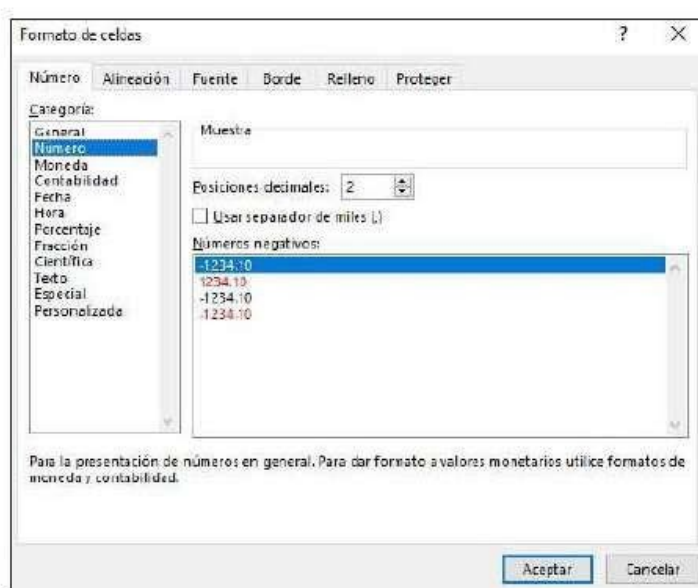 Formato de celdas
? X
Número Alineación Fuente Borde Relleno Proteger
Categoría:
General
Número
Moneda
Contabilidad
Fecha
Hora
Porcentaje
Fracción
Científica
Texto
Especial
Personalizada
Muestra
Posiciones decimales: 2
Usar separador de miles (,)
Números negativos:
-1234.10
1234.10
-1234.10
-1234.10
Para la presentación de números en general. Para dar formato a valores monetarios utilice formatos de
moneda y contabilidad.
Aceptar Cancelar